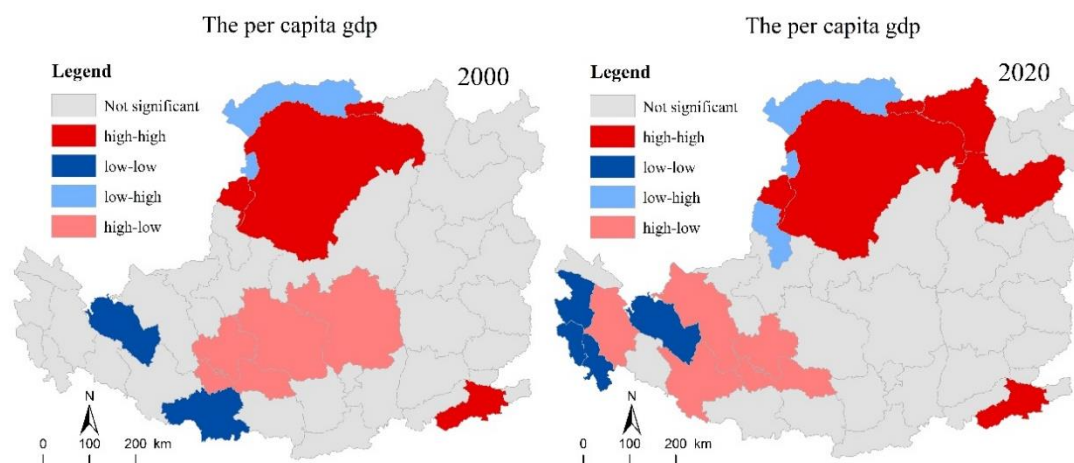 The per capita gdp
Legend
2000
Not significant
high-high
low-low
low-high
high-low
N
0 100 200 km
The per capita gdp
Legend
2020
Not significant
high-high
low-low
low-high
high-low
N
0 100 200 km